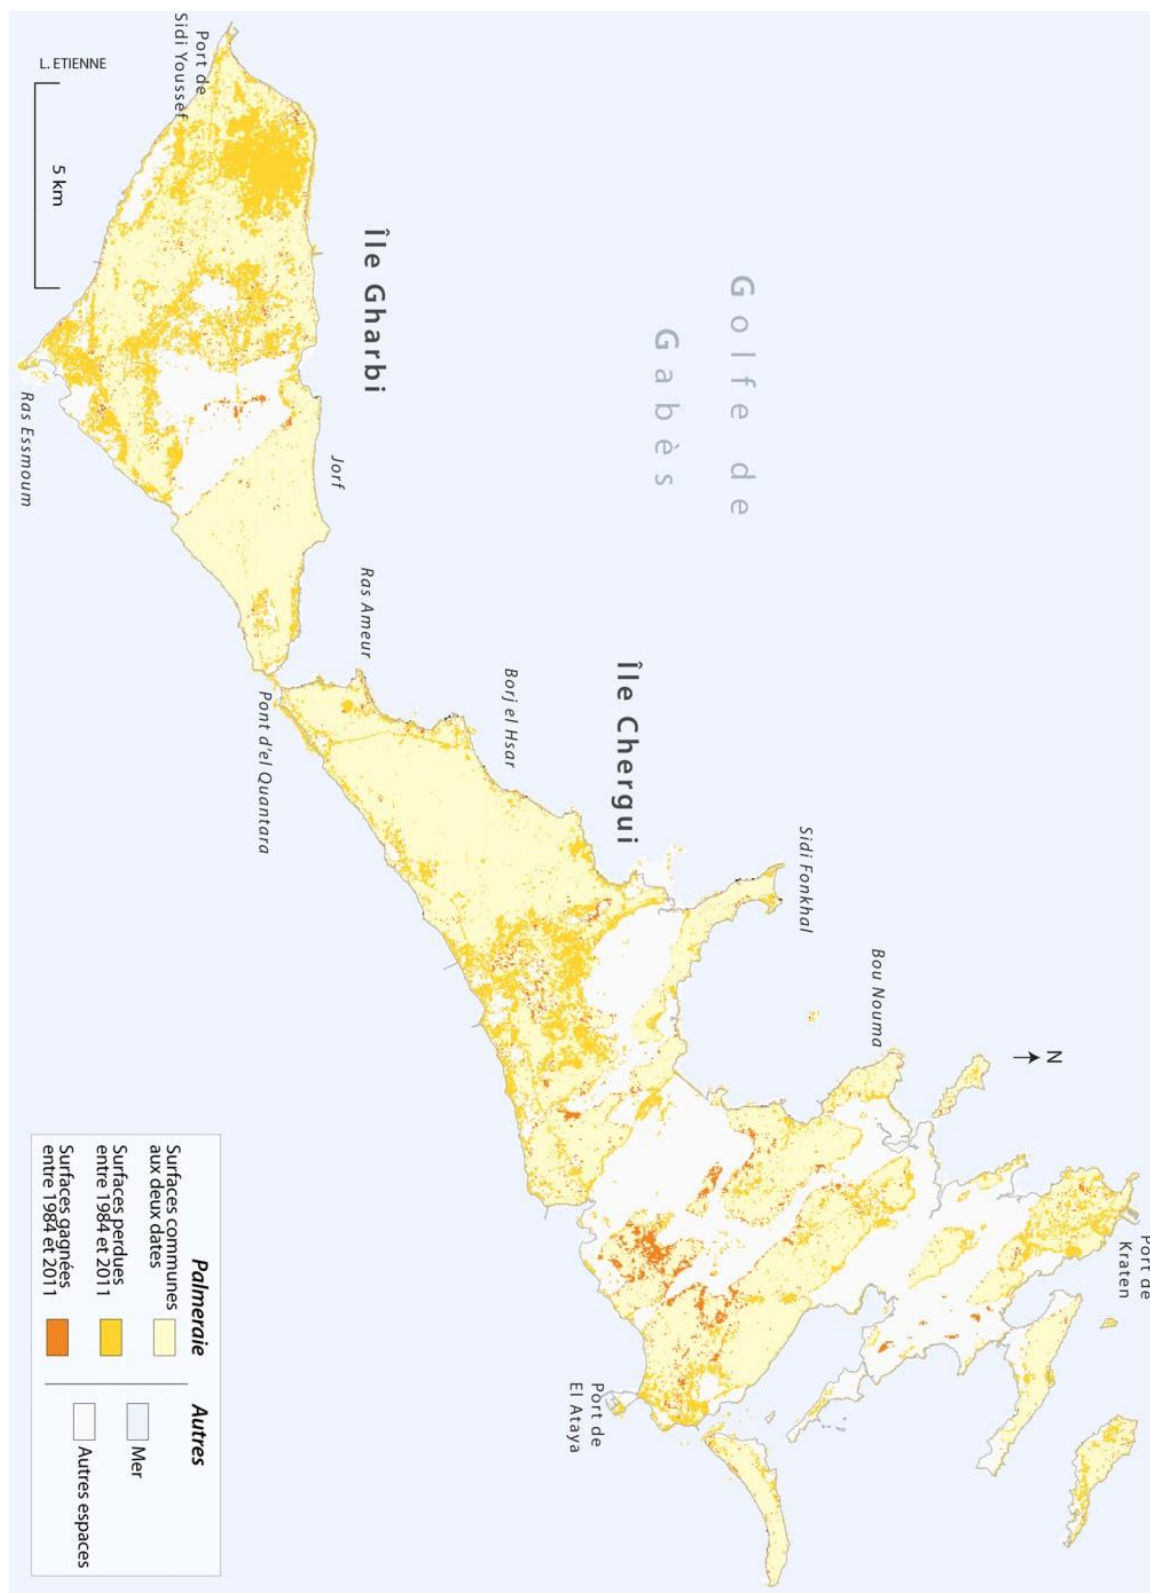 Port de
Sidi Youssef
L. ETIENNE
5 km
Île Gharbi
Golfe de
Gabès
Ras Essmoum
Jorf
Ras Ameur
Pont d'el Quantara
Borj el Hsar
Île Chergui
Sidi Fonkhal
Bou Nouma
N
Port de
Kraten
Port de
El Ataya
Palmeraie
Surfaces communes
aux deux dates
Surfaces perdues
entre 1984 et 2011
Surfaces gagnées
entre 1984 et 2011
Autres
Mer
Autres espaces